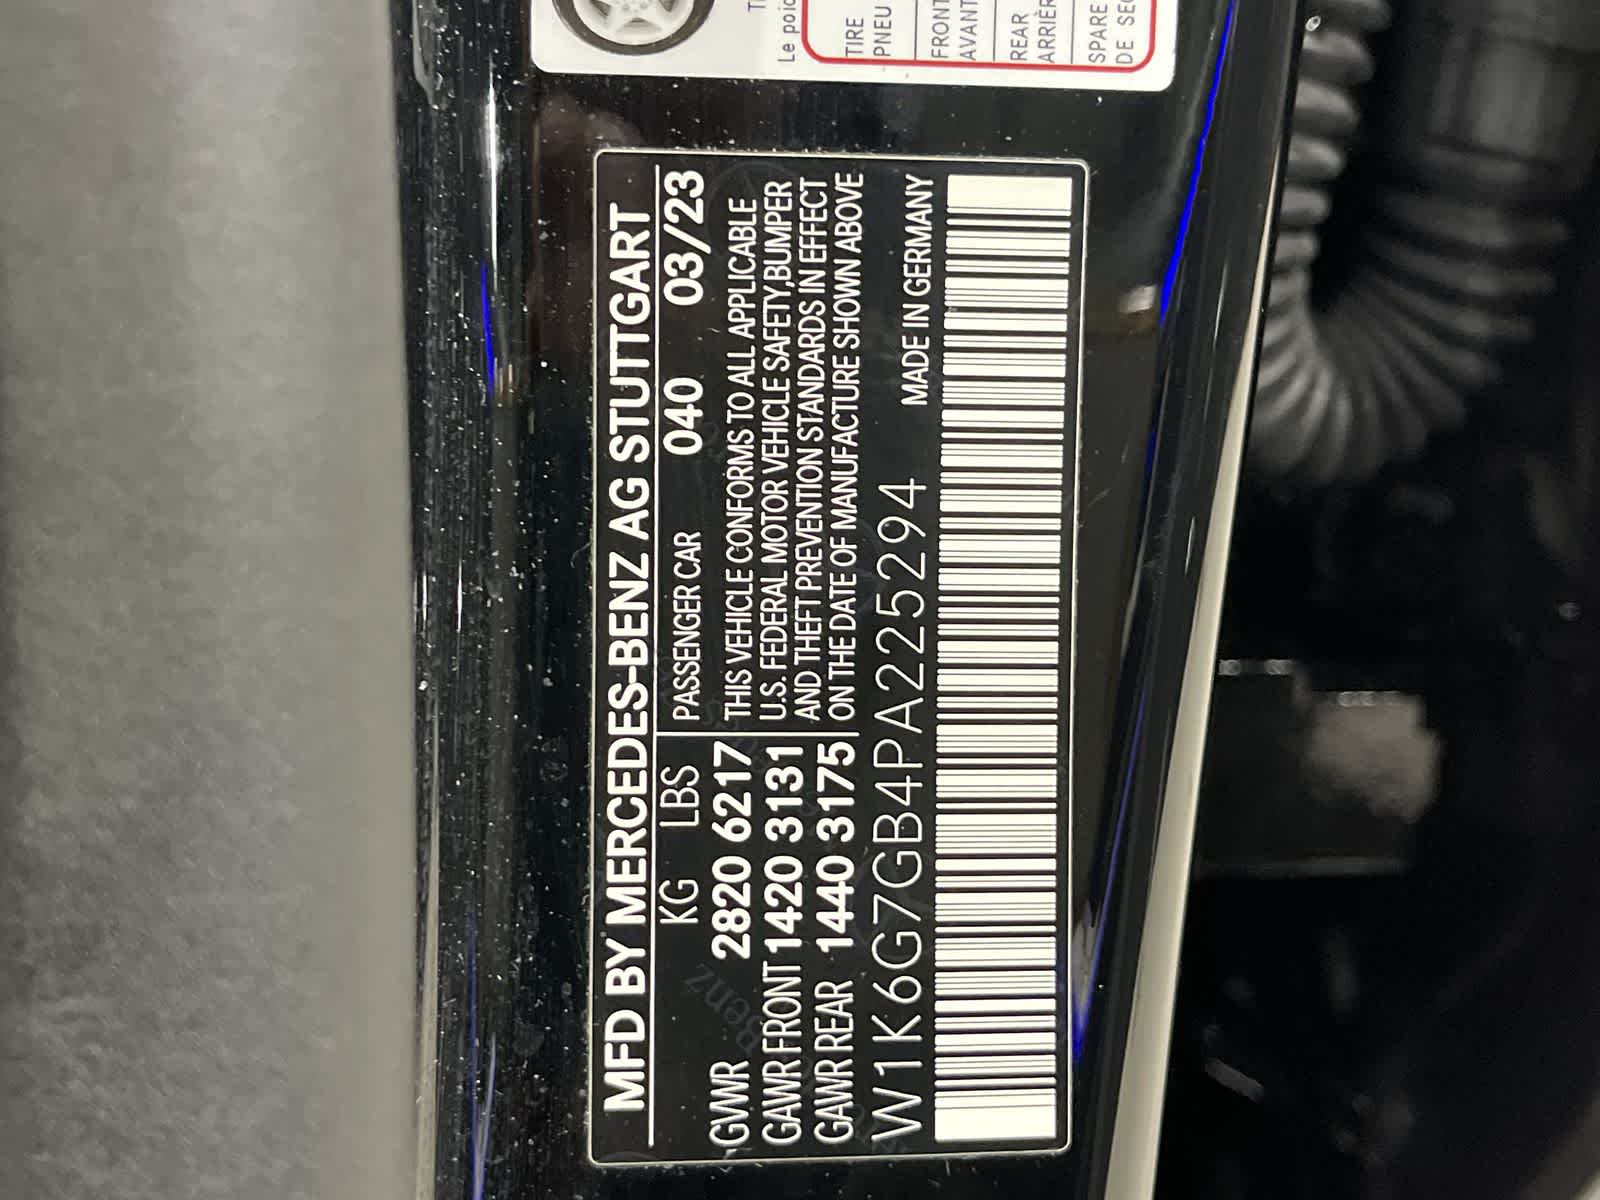 MFD BY MERCEDES-BENZ AG STUTTGART
KG LBS
PASSENGER CAR 040 03/23
GVWR 2820 6217
GAWR FRONT 1420 3131
GAWR REAR 1440 3175
THIS VEHICLE CONFORMS TO ALL APPLICABLE
U.S. FEDERAL MOTOR VEHICLE SAFETY,BUMPER
AND THEFT PREVENTION STANDARDS IN EFFECT
ON THE DATE OF MANUFACTURE SHOWN ABOVE
W1K6G7GB4PA225294 MADE IN GERMANY
Le
TIRE
PNEU
FRONT
AVANT
REAR
SPARE
DE
Benz